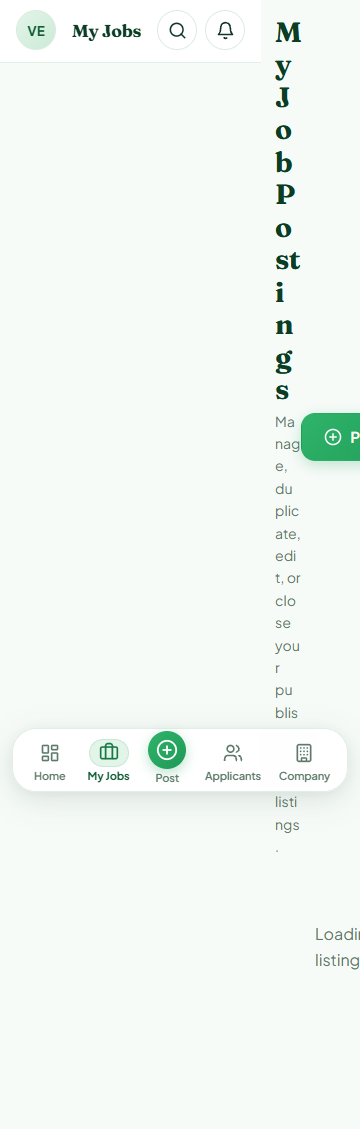 VE
My Jobs
M
y
J
o
b
P
o
st
i
n
g
s
Ma
nag
e,
du
plic
ate,
edi
t, or
clo
se
you
r
pu
blis
listi
ngs
.
P
Home
My Jobs
Post
Applicants
Company
Loadin
listing